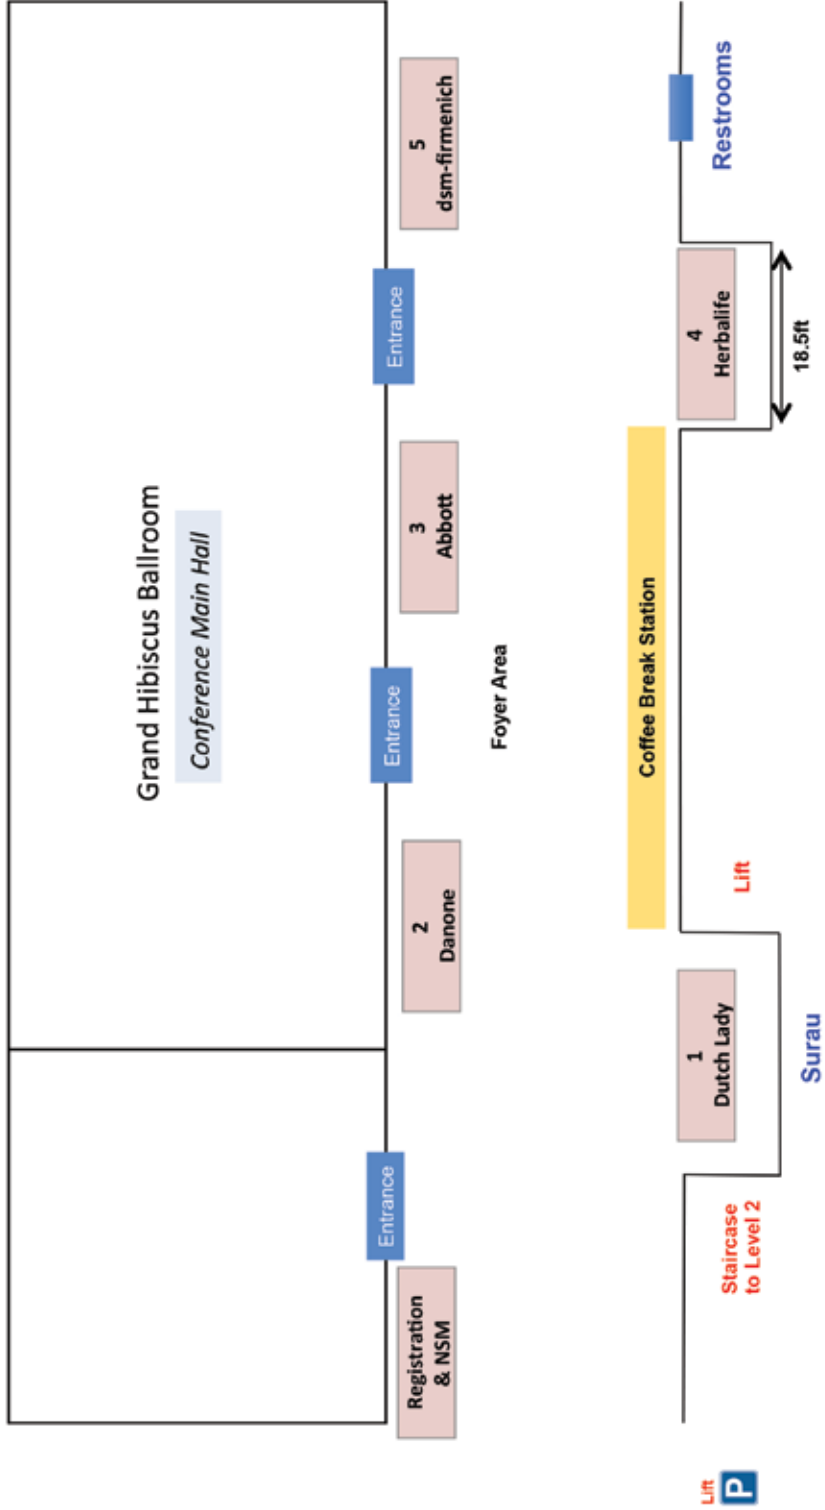 Grand Hibiscus Ballroom
Conference Main Hall
Entrance
Entrance
Entrance
Registration
& NSM
2
Danone
3
Abbott
5
dsm-firmenich
Foyer Area
Coffee Break Station
1
Dutch Lady
4
Herbalife
18.5ft
Lift
P
Staircase
to Level 2
Surau
Lift
Restrooms